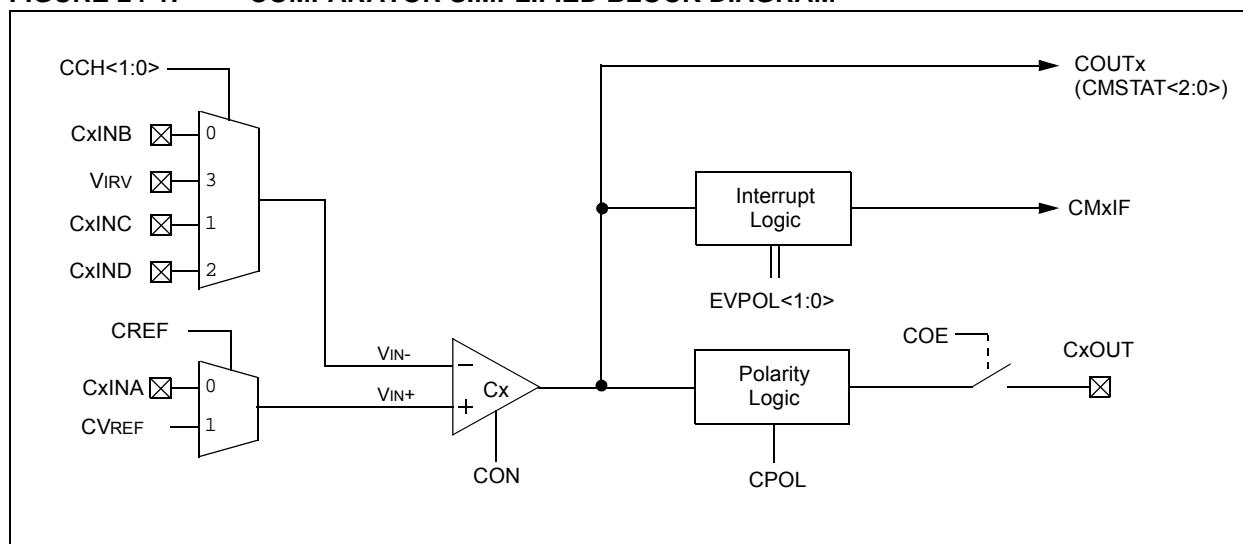 CCH<1:0>
COUTx
(CMSTAT<2:0>)
CxINB
0
VIRV
3
CxINC
1
CxIND
2
Interrupt
Logic
CMxIF
EVPOL<1:0>
CREF
CxINA
0
CVREF
1
VIN-
VIN+
−
+
Cx
CON
Polarity
Logic
CPOL
COE
CxOUT